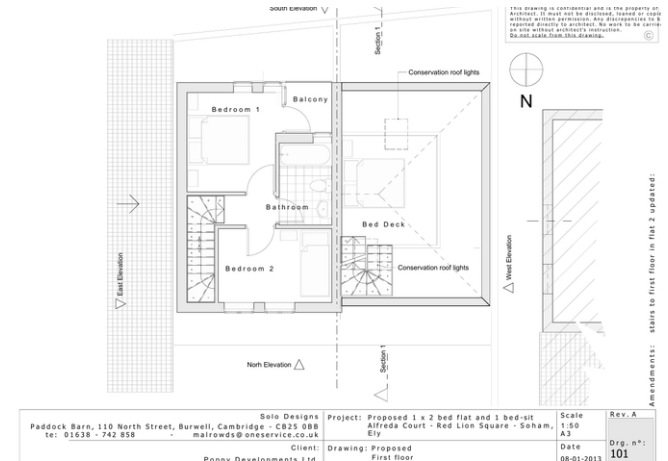 South Elevation
Section 1
This drawing is confidential and is the property of
Architect. It must not be disclosed, loaned or copied
without written permission. Any discrepencies to b
reported directly to architect. No work to be carrie
on site without architect's instruction.
Do not scale from this drawing.
©
Conservation roof lights
N
Bedroom 1
Balcony
Bathroom
Bed Deck
Bedroom 2
Conservation roof lights
East Elevation
West Elevation
Norh Elevation
Section 1
Amendments: stairs to first floor in flat 2 updated:
Solo Designs
Paddock Barn, 110 North Street, Burwell, Cambridge - CB25 0BB
te: 01638 - 742 858 - malrowds@oneservice.co.uk
Client:
Poppy Developments Ltd
Project: Proposed 1 x 2 bed flat and 1 bed-sit
Alfreda Court - Red Lion Square - Soham,
Ely
Drawing: Proposed
First floor
Scale
1:50
A3
Date
08-01-2013
Rev. A
Drg. nº:
101